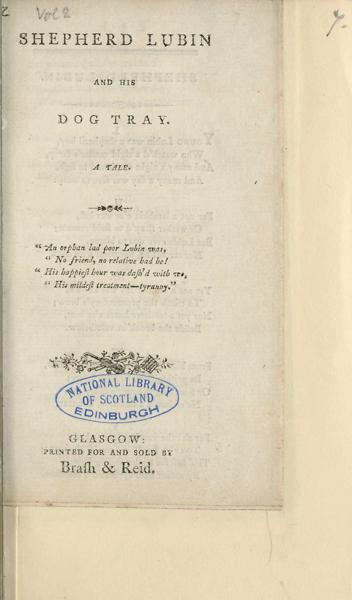 2 Vol 2
7.
SHEPHERD LUBIN
AND HIS
DOG TRAY.
A TALE.
“ An orphan lad poor Lubin was,
“ No friend, no relative had he!
“ His happieſt hour was daſh'd with wo,
“ His mildeſt treatment—tyranny.”
NATIONAL LIBRARY
OF SCOTLAND
EDINBURGH
GLASGOW:
PRINTED FOR AND SOLD BY
Braſh & Reid.